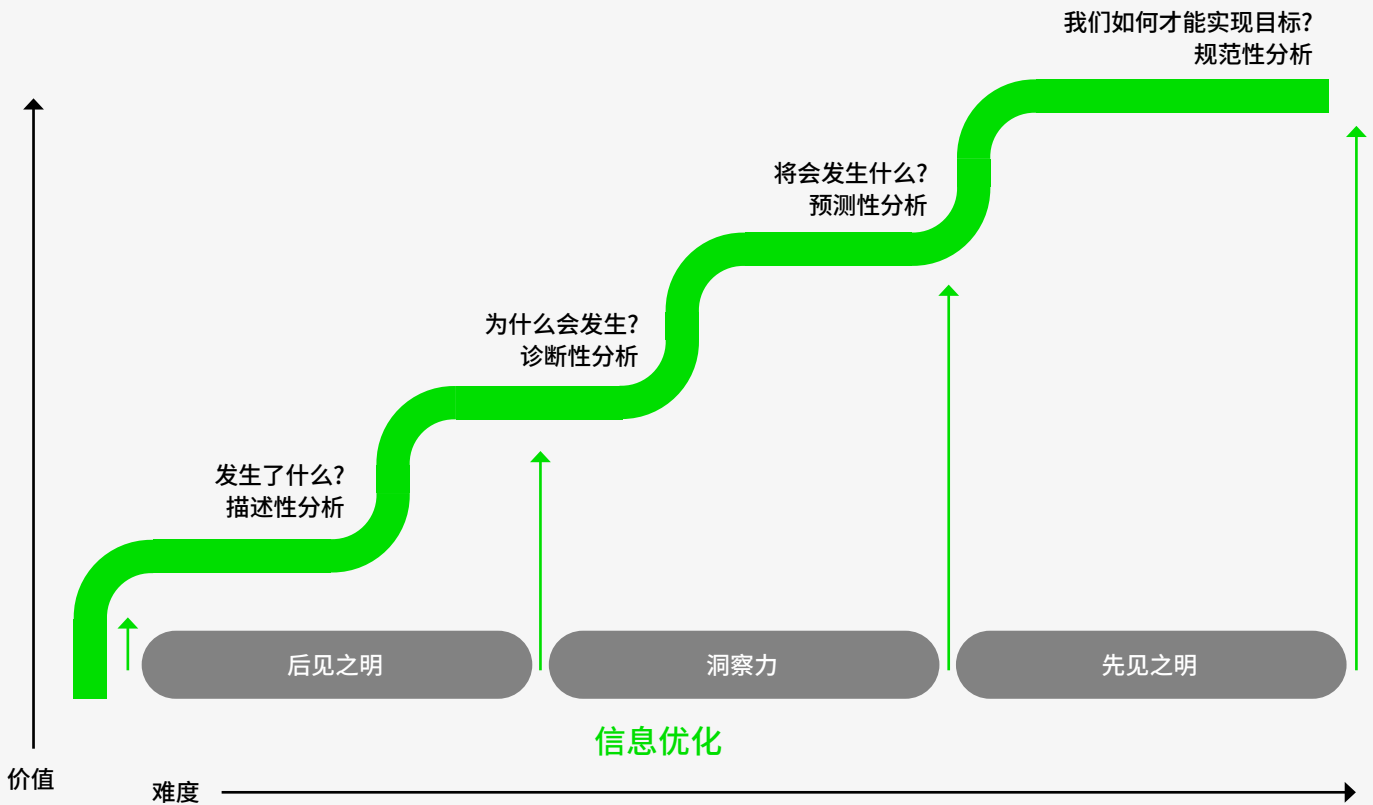 我们如何才能实现目标?
规范性分析
将会发生什么?
预测性分析
为什么会发生?
诊断性分析
发生了什么?
描述性分析
后见之明
洞察力
先见之明
信息优化
价值
难度